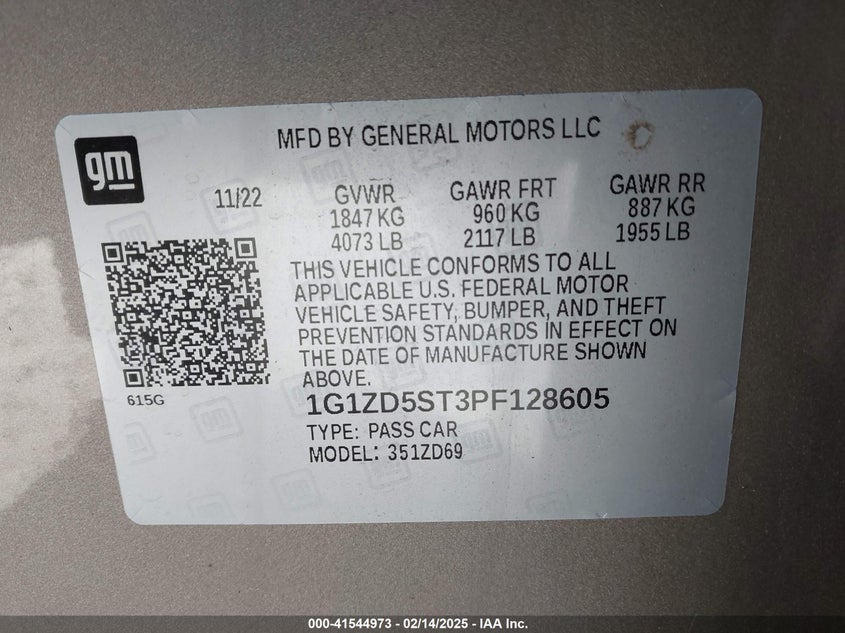 MFD BY GENERAL MOTORS LLC
gm
11/22
GVWR
1847 KG
4073 LB
GAWR FRT
960 KG
2117 LB
GAWR RR
887 KG
1955 LB
THIS VEHICLE CONFORMS TO ALL
APPLICABLE U.S. FEDERAL MOTOR
VEHICLE SAFETY, BUMPER, AND THEFT
PREVENTION STANDARDS IN EFFECT ON
THE DATE OF MANUFACTURE SHOWN
ABOVE.
615G
1G1ZD5ST3PF128605
TYPE: PASS CAR
MODEL: 351ZD69
000-41544973 - 02/14/2025 - IAA Inc.